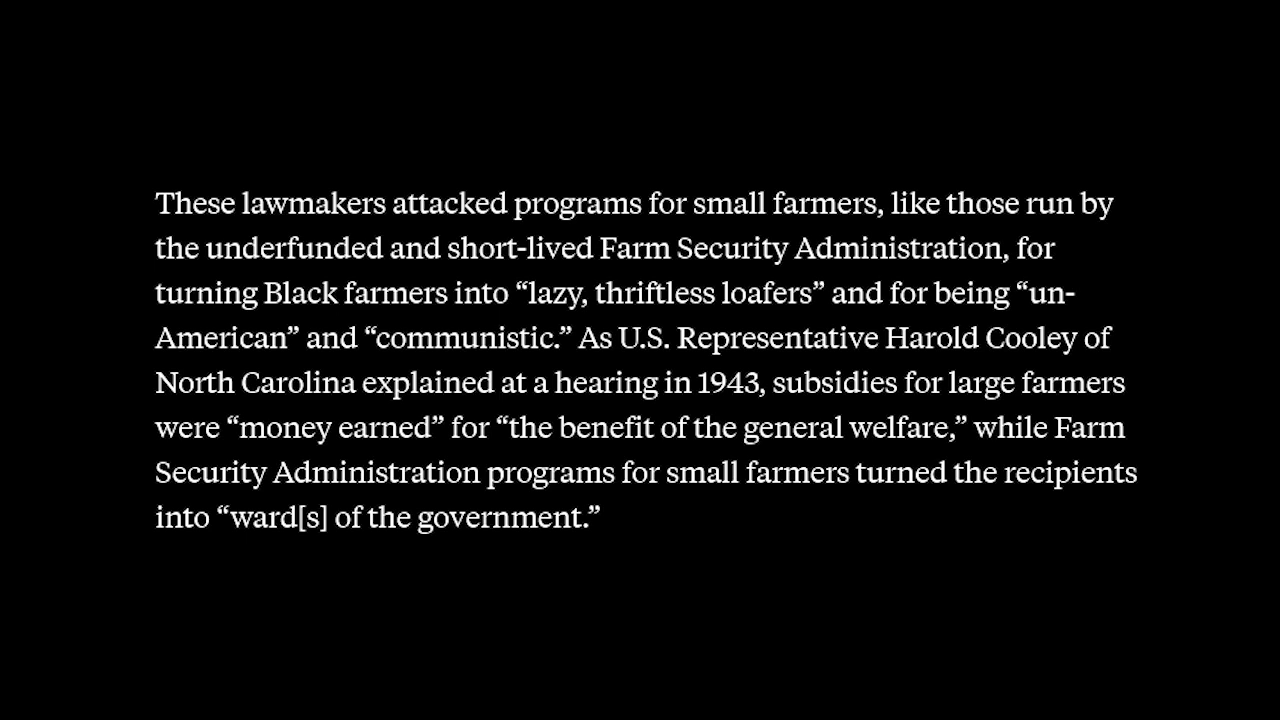 These lawmakers attacked programs for small farmers, like those run by
the underfunded and short-lived Farm Security Administration, for
turning Black farmers into “lazy, thriftless loafers” and for being “un-
American” and “communistic.” As U.S. Representative Harold Cooley of
North Carolina explained at a hearing in 1943, subsidies for large farmers
were “money earned” for “the benefit of the general welfare,” while Farm
Security Administration programs for small farmers turned the recipients
into “ward[s] of the government.”